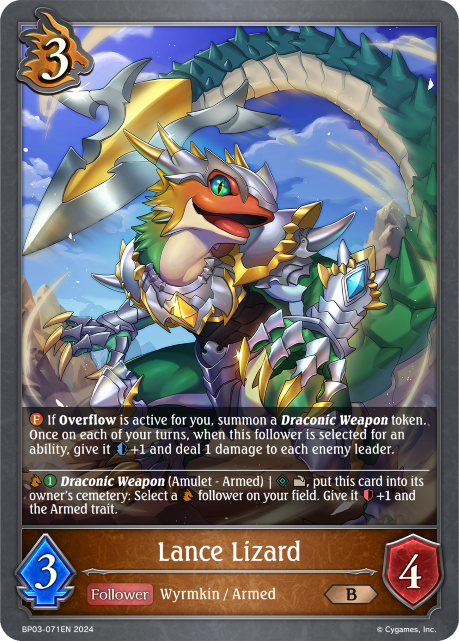 3
F If Overflow is active for you, summon a Draconic Weapon token.
Once on each of your turns, when this follower is selected for an
ability, give it +1 and deal 1 damage to each enemy leader.
1 Draconic Weapon (Amulet - Armed) | , put this card into its
owner's cemetery: Select a follower on your field. Give it +1 and
the Armed trait.
Lance Lizard
3
Follower Wyrmkin / Armed
B
4
BP03-071EN 2024
© Cygames, Inc.